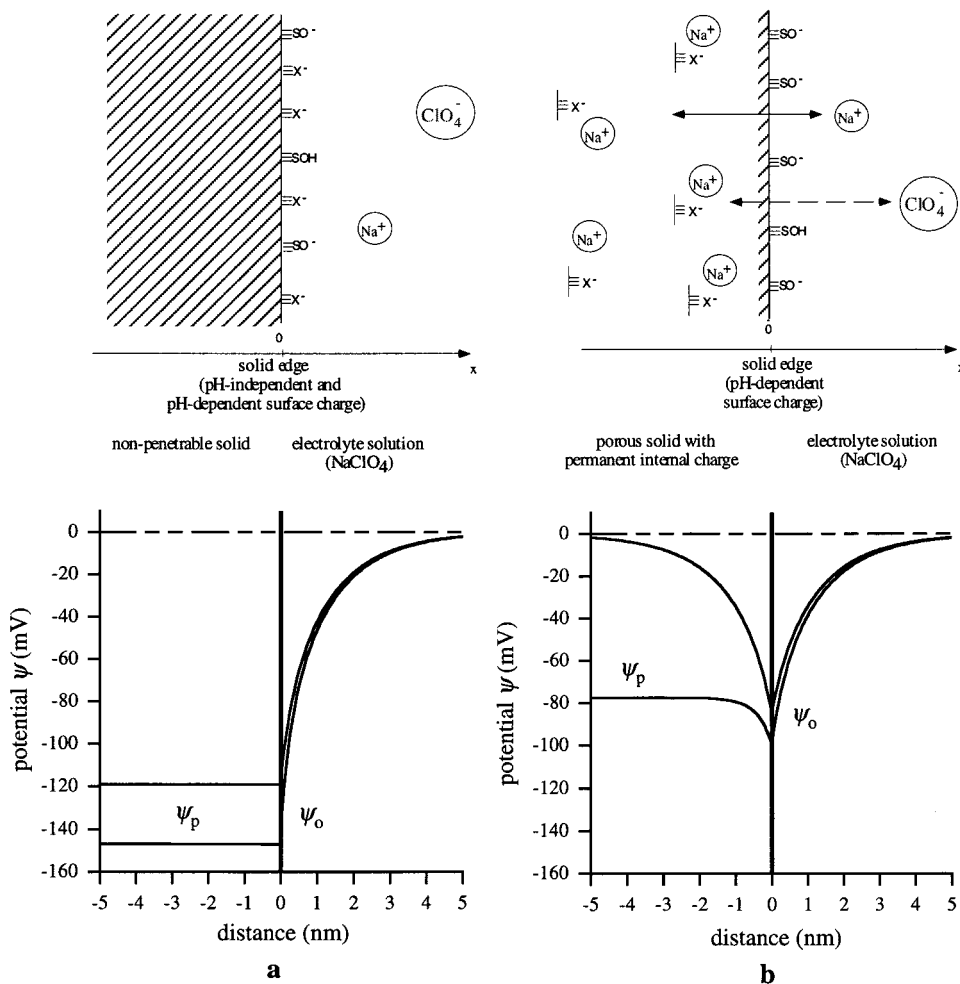 ≡SO⁻
≡X⁻
≡X⁻
ClO₄⁻
≡SOH
≡X⁻
Na⁺
≡SO⁻
≡X⁻
0
x
solid edge
(pH-independent and
pH-dependent surface charge)
non-penetrable solid
electrolyte solution
(NaClO₄)
Na⁺
≡SO⁻
≡X⁻
≡SO⁻
≡X⁻
Na⁺
Na⁺
≡SO⁻
Na⁺
≡X⁻
ClO₄⁻
≡SOH
Na⁺
Na⁺
≡X⁻
≡SO⁻
≡X⁻
0
x
solid edge
(pH-dependent
surface charge)
porous solid with
permanent internal charge
electrolyte solution
(NaClO₄)
potential ψ (mV)
0
-20
-40
-60
-80
-100
-120
-140
-160
ψp
ψo
-5 -4 -3 -2 -1 0 1 2 3 4 5
distance (nm)
a
potential ψ (mV)
0
-20
-40
-60
-80
-100
-120
-140
-160
ψp
ψo
-5 -4 -3 -2 -1 0 1 2 3 4 5
distance (nm)
b